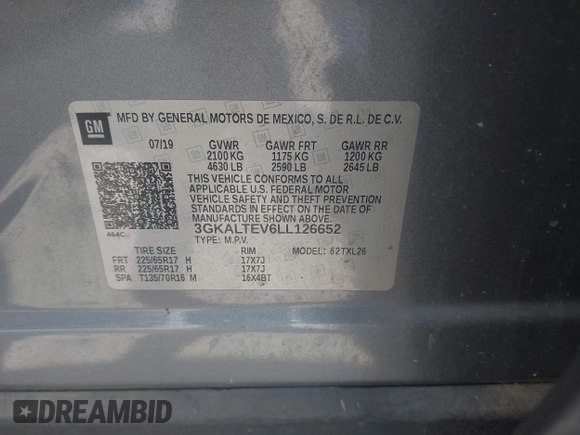 GM
MFD BY GENERAL MOTORS DE MEXICO, S. DE R.L. DE C.V.
07/19 GVWR GAWR FRT GAWR RR
2100 KG 1175 KG 1200 KG
4630 LB 2590 LB 2645 LB
THIS VEHICLE CONFORMS TO ALL
APPLICABLE U.S. FEDERAL MOTOR
VEHICLE SAFETY AND THEFT PREVENTION
STANDARDS IN EFFECT ON THE DATE OF
MANUFACTURE SHOWN ABOVE.
3GKALTEV6LL126652
TYPE: M.P.V. MODEL: 62TXL26
TIRE SIZE RIM
FRT 225/65R17 H 17X7J
RR 225/65R17 H 17X7J
SPA T135/70R16 M 16X4BT
DREAMBID